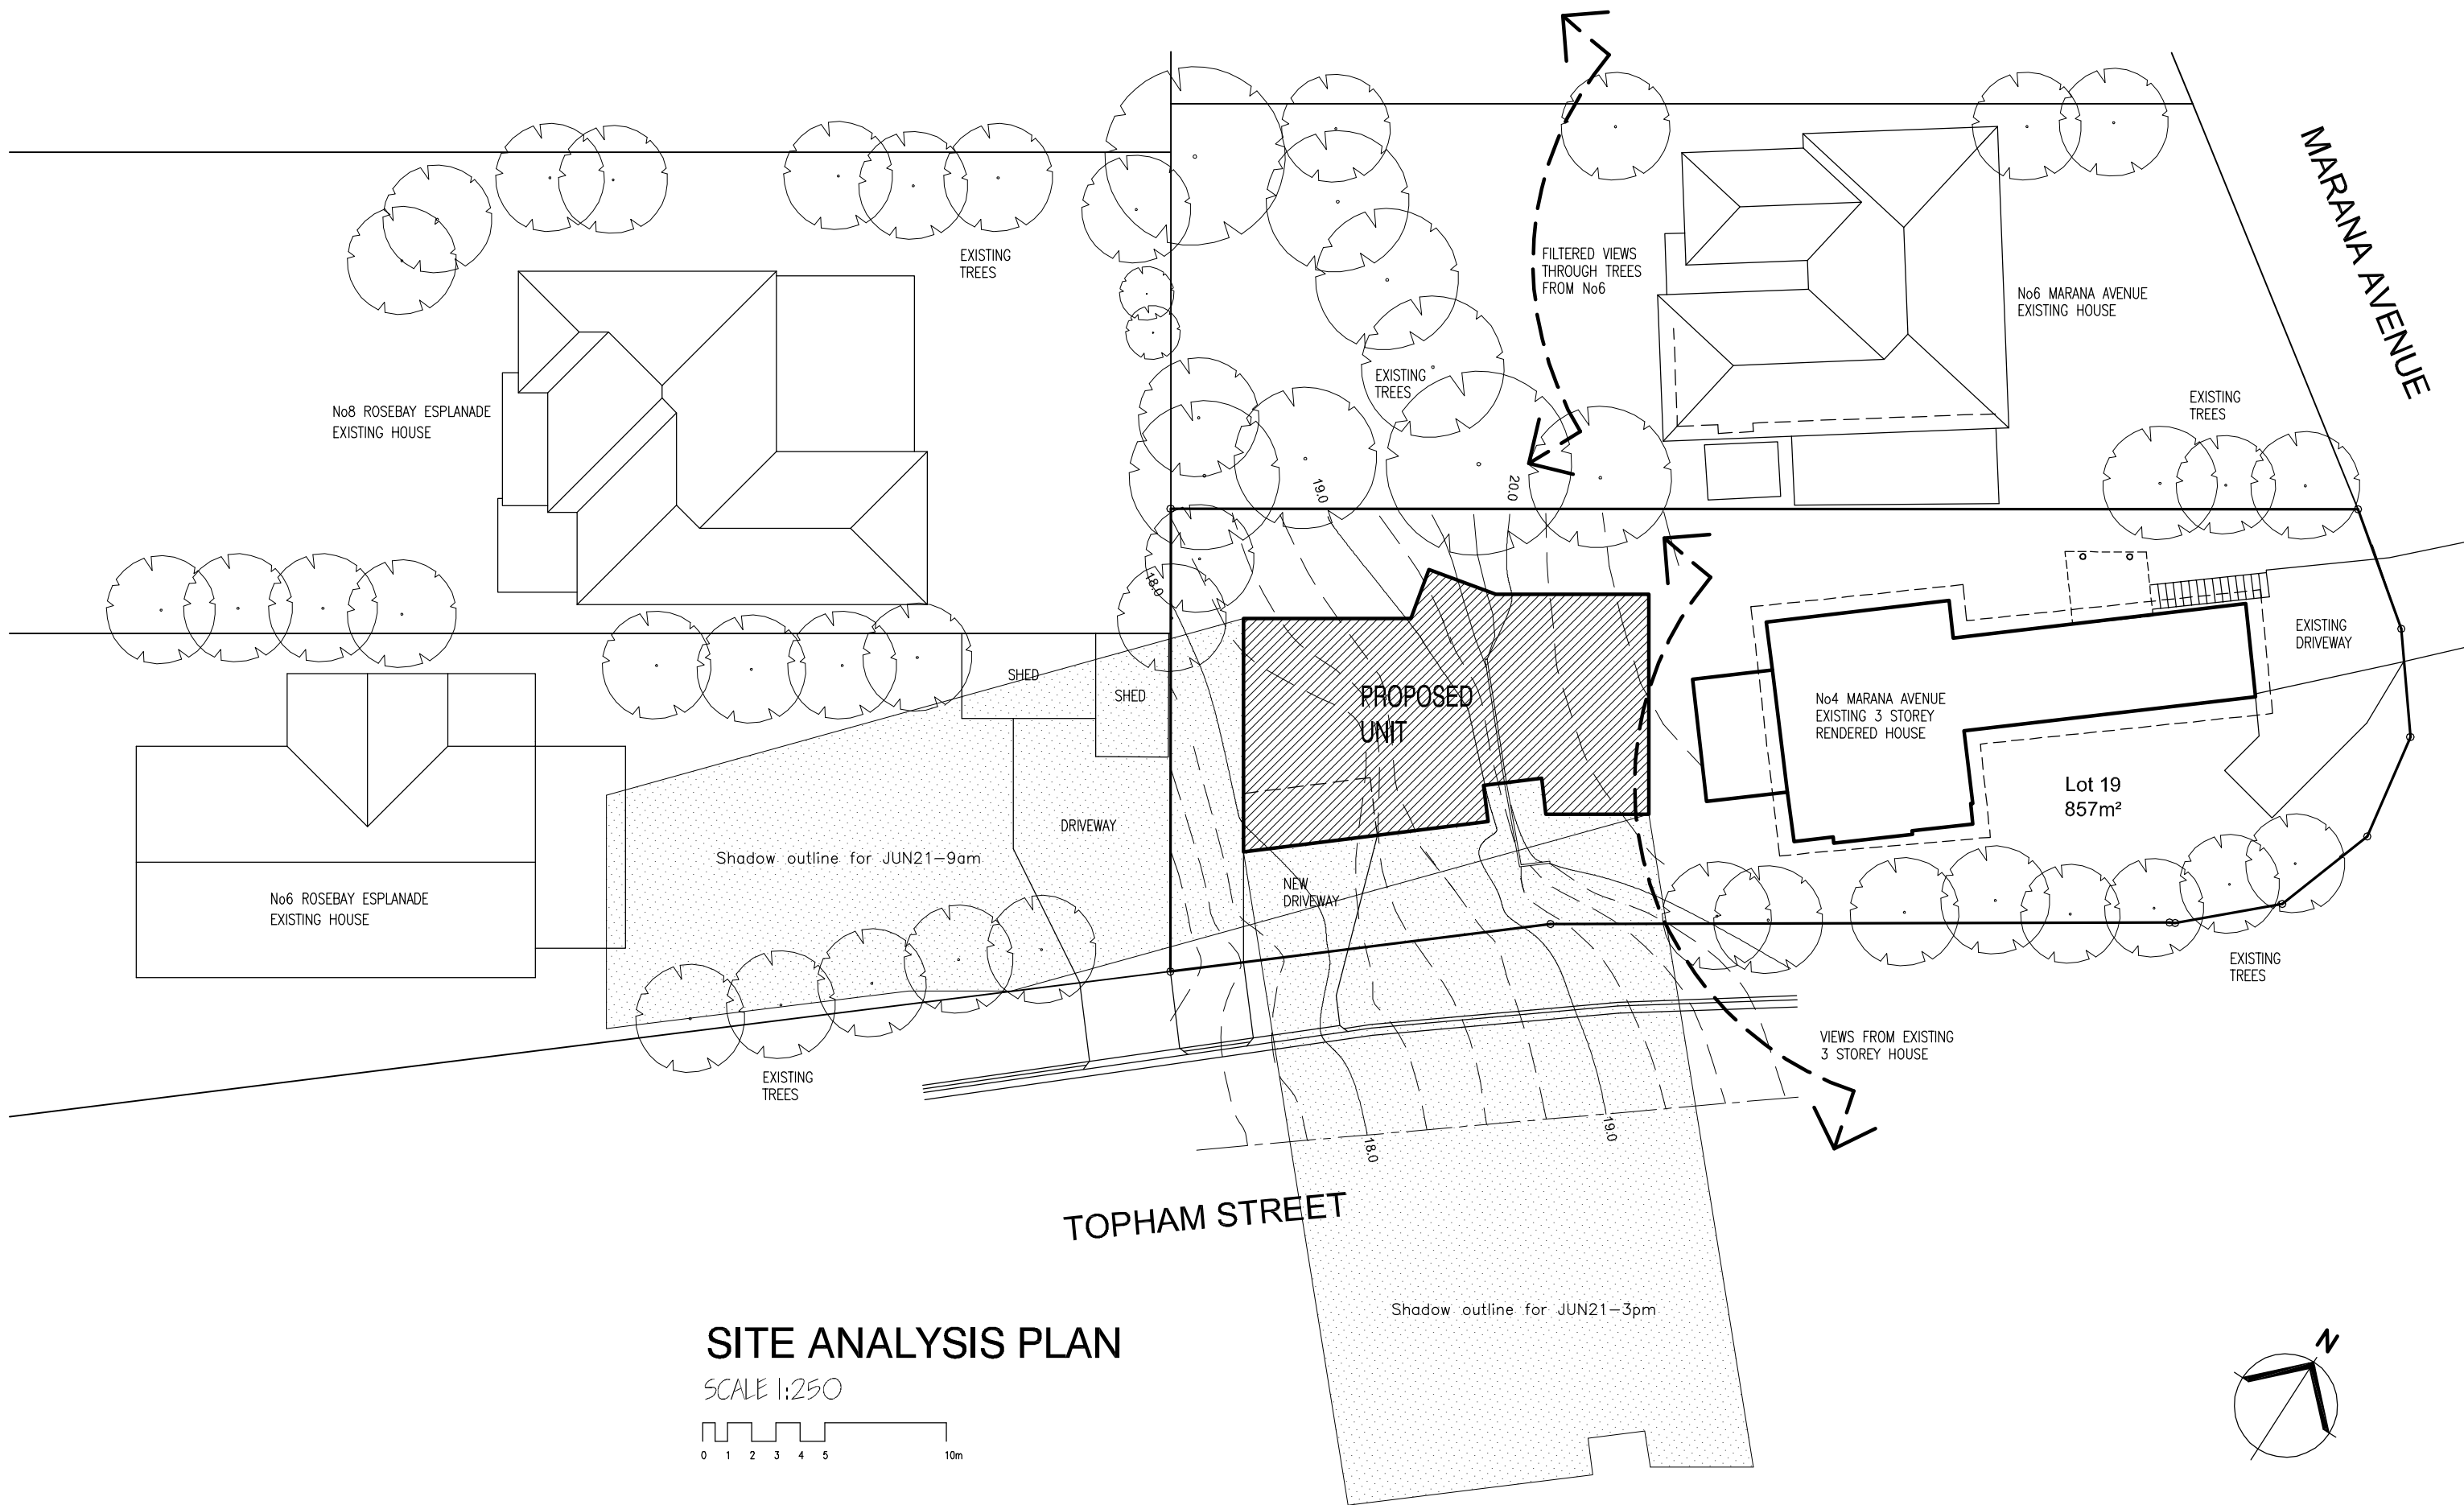 MARANA AVENUE
EXISTING
TREES
FILTERED VIEWS
THROUGH TREES
FROM No6
No6 MARANA AVENUE
EXISTING HOUSE
EXISTING
TREES
EXISTING
TREES
No8 ROSEBAY ESPLANADE
EXISTING HOUSE
19.0
20.0
18.0
EXISTING
DRIVEWAY
SHED
SHED
PROPOSED
UNIT
No4 MARANA AVENUE
EXISTING 3 STOREY
RENDERED HOUSE
Lot 19
857m²
DRIVEWAY
Shadow outline for JUN21-9am
No6 ROSEBAY ESPLANADE
EXISTING HOUSE
NEW
DRIVEWAY
EXISTING
TREES
VIEWS FROM EXISTING
3 STOREY HOUSE
EXISTING
TREES
18.0
19.0
TOPHAM STREET
Shadow outline for JUN21-3pm
SITE ANALYSIS PLAN
SCALE 1:250
0 1 2 3 4 5 10m
N